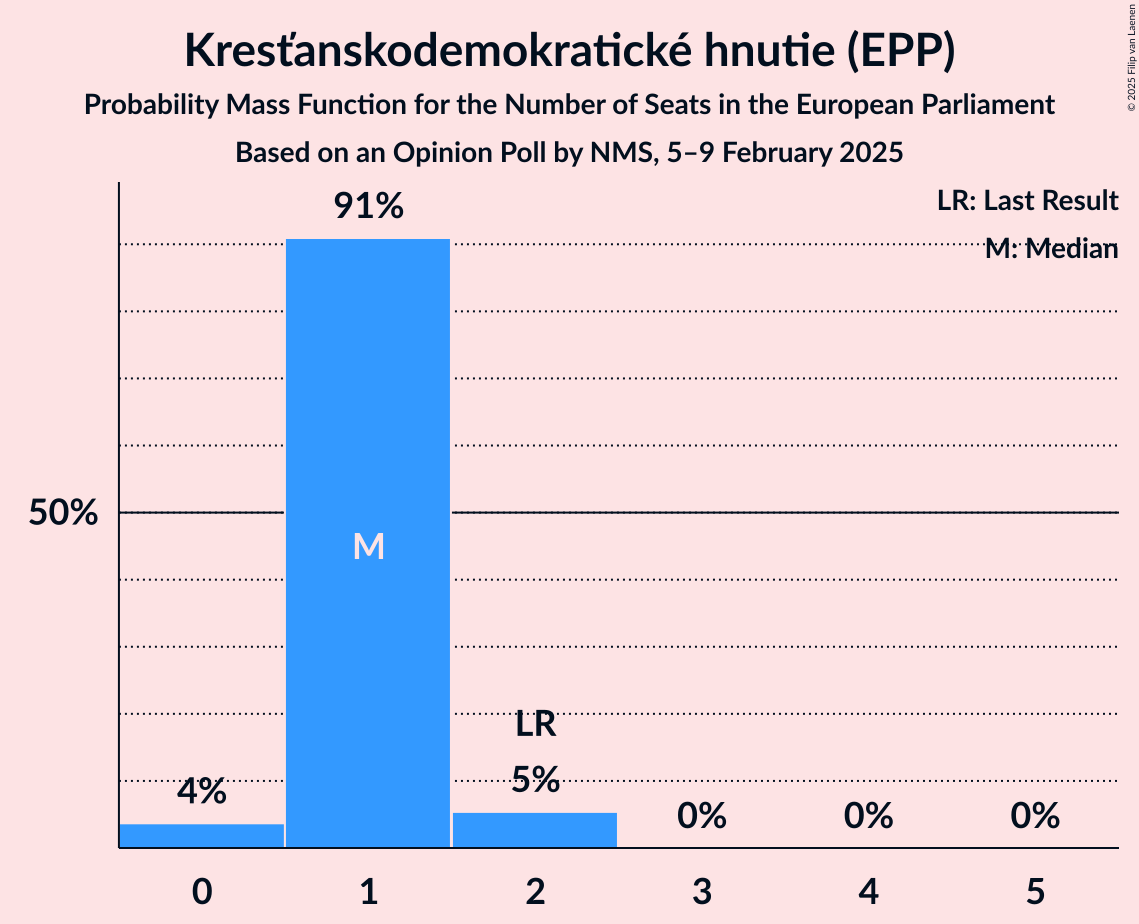 Kresťanskodemokratické hnutie (EPP)
Probability Mass Function for the Number of Seats in the European Parliament
Based on an Opinion Poll by NMS, 5–9 February 2025
© 2025 Filip van Laenen
LR: Last Result
M: Median
91%
50%
M
LR
4%
5%
0%
0%
0%
0
1
2
3
4
5